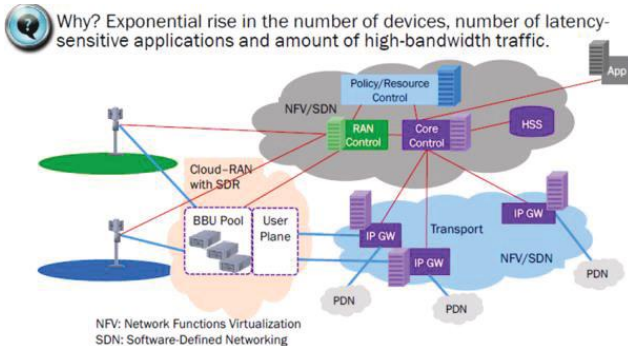 Why? Exponential rise in the number of devices, number of latency-
sensitive applications and amount of high-bandwidth traffic.
Policy/Resource
Control
App
NFV/SDN
RAN
Control
Core
Control
HSS
Cloud–RAN
with SDR
BBU Pool
User
Plane
IP GW
Transport
IP GW
IP GW
NFV/SDN
PDN
PDN
PDN
NFV: Network Functions Virtualization
SDN: Software-Defined Networking